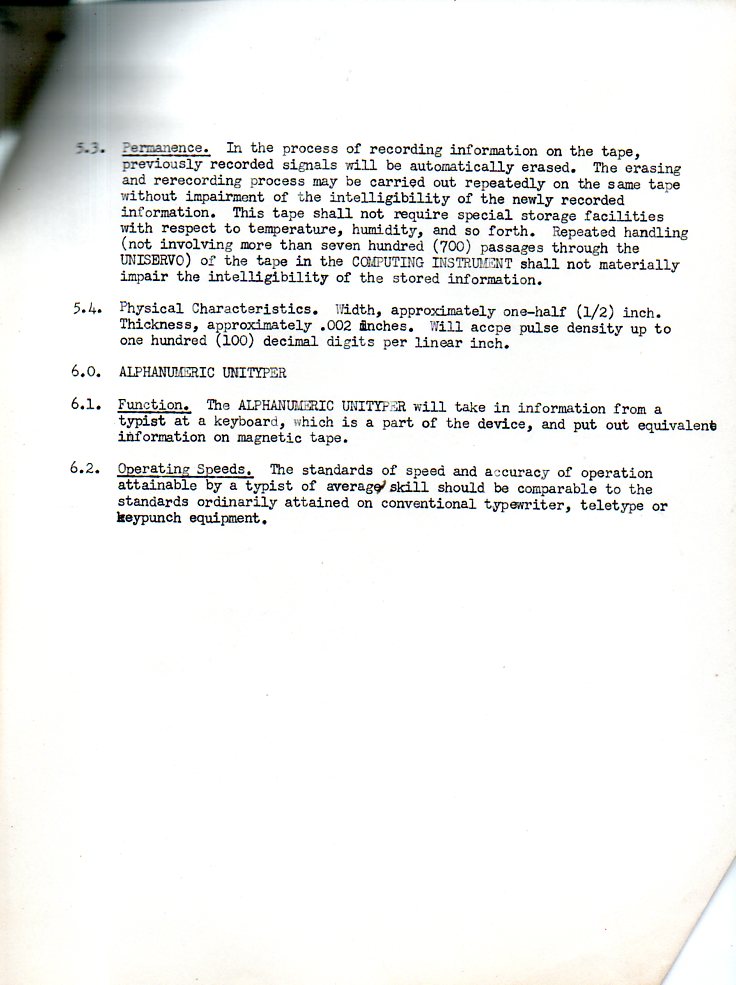 5.3. Permanence. In the process of recording information on the tape,
previously recorded signals will be automatically erased. The erasing
and rerecording process may be carried out repeatedly on the same tape
without impairment of the intelligibility of the newly recorded
information. This tape shall not require special storage facilities
with respect to temperature, humidity, and so forth. Repeated handling
(not involving more than seven hundred (700) passages through the
UNISERVO) of the tape in the COMPUTING INSTRUMENT shall not materially
impair the intelligibility of the stored information.
5.4. Physical Characteristics. Width, approximately one-half (1/2) inch.
Thickness, approximately .002 inches. Will accpe pulse density up to
one hundred (100) decimal digits per linear inch.
6.0. ALPHANUMERIC UNITYPER
6.1. Function. The ALPHANUMERIC UNITYPER will take in information from a
typist at a keyboard, which is a part of the device, and put out equivalent
information on magnetic tape.
6.2. Operating Speeds. The standards of speed and accuracy of operation
attainable by a typist of average skill should be comparable to the
standards ordinarily attained on conventional typewriter, teletype or
keypunch equipment.